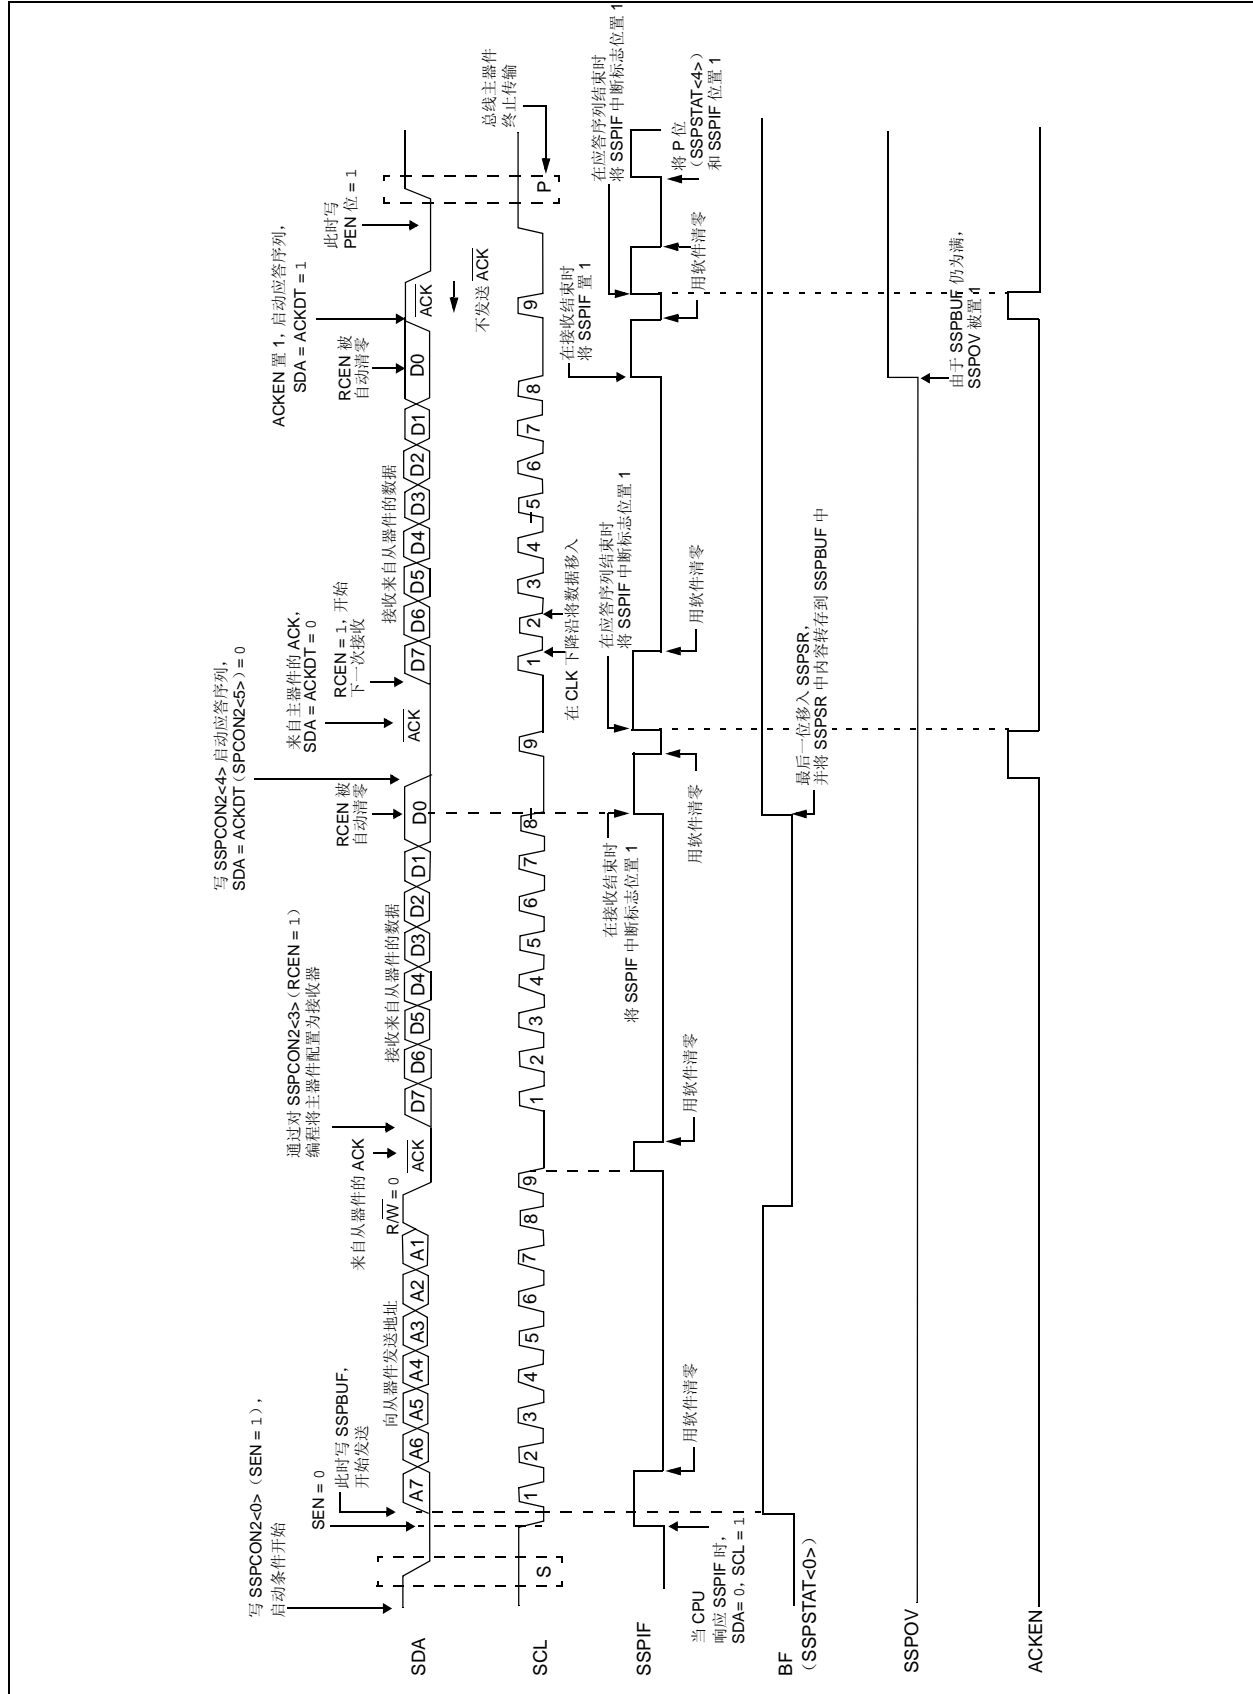 写 SSPCON2<0>（SEN = 1），
启动条件开始
SEN = 0
此时写 SSPBUF，
开始发送
向从器件发送地址
来自从器件的 ACK
R/W = 0
通过对 SSPCON2<3>（RCEN = 1）
编程将主器件配置为接收器
接收来自从器件的数据
RCEN 被
自动清零
写 SSPCON2<4> 启动应答序列，
SDA = ACKDT（SPCON2<5>）= 0
来自主器件的 ACK，
SDA = ACKDT = 0
RCEN = 1，开始
下一次接收
接收来自从器件的数据
RCEN 被
自动清零
ACKEN 置 1，启动应答序列，
SDA = ACKDT = 1
此时写
PEN 位 = 1
SDA
A7 A6 A5 A4 A3 A2 A1 ACK D7 D6 D5 D4 D3 D2 D1 D0 ACK D7 D6 D5 D4 D3 D2 D1 D0 ACK
不发送 ACK
总线主器件
终止传输
SCL
S 1 2 3 4 5 6 7 8 9 1 2 3 4 5 6 7 8 9 1 2 3 4 5 6 7 8 9 P
在 CLK 下降沿将数据移入
在接收结束时
将 SSPIF 中断标志位置 1
在应答序列结束时
将 SSPIF 中断标志位置 1
在接收结束时
将 SSPIF 置 1
在应答序列结束时
将 SSPIF 中断标志位置 1
SSPIF
当 CPU
响应 SSPIF 时，
SDA= 0, SCL = 1
用软件清零
用软件清零
用软件清零
用软件清零
用软件清零
将 P 位
（SSPSTAT<4>）
和 SSPIF 位置 1
BF
（SSPSTAT<0>）
最后一位移入 SSPSR，
并将 SSPSR 中内容转存到 SSPBUF 中
SSPOV
由于 SSPBUF 仍为满，
SSPOV 被置 1
ACKEN